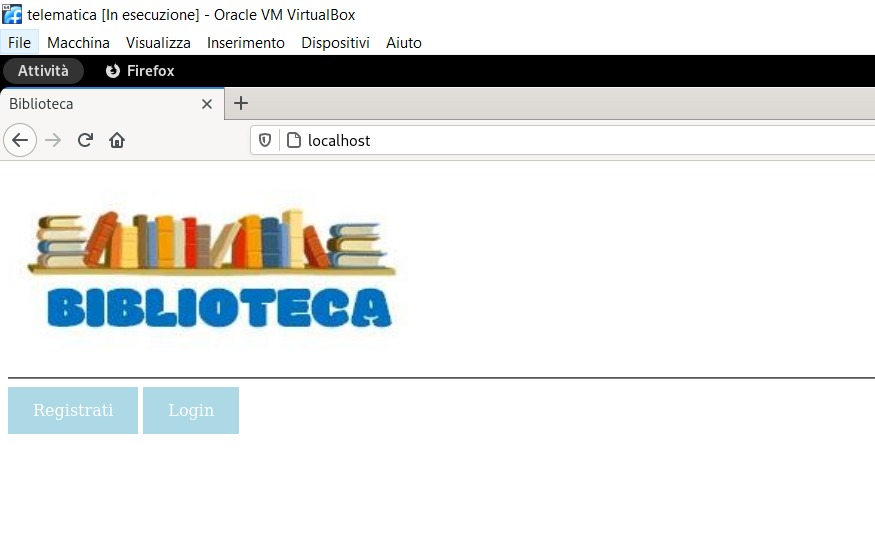 telematica [In esecuzione] - Oracle VM VirtualBox
File Macchina Visualizza Inserimento Dispositivi Aiuto
Attività Firefox
Biblioteca
localhost
BIBLIOTECA
Registrati Login